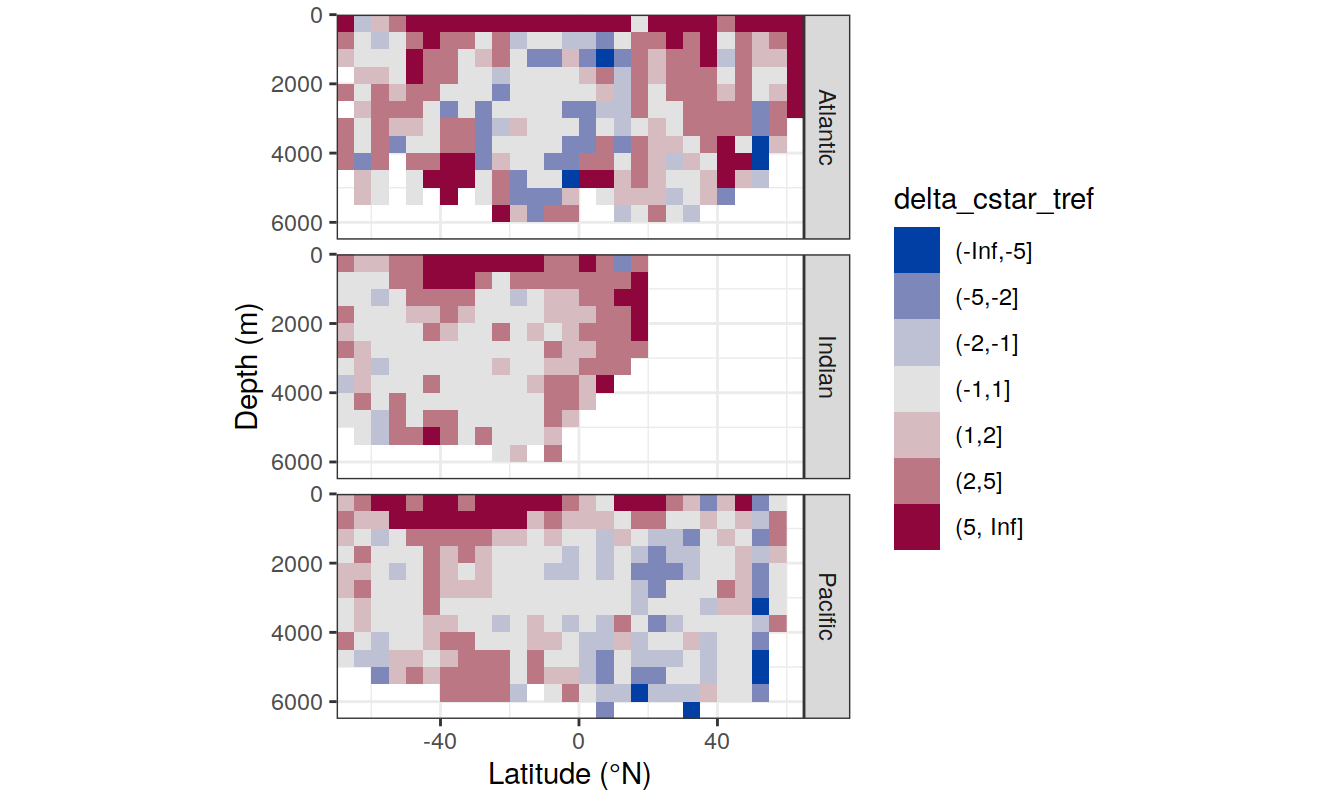 0
2000
4000
6000
Atlantic
0
2000
4000
6000
Indian
0
2000
4000
6000
Pacific
-40
0
40
Latitude (°N)
Depth (m)
delta_cstar_tref
(-Inf,-5]
(-5,-2]
(-2,-1]
(-1,1]
(1,2]
(2,5]
(5, Inf]